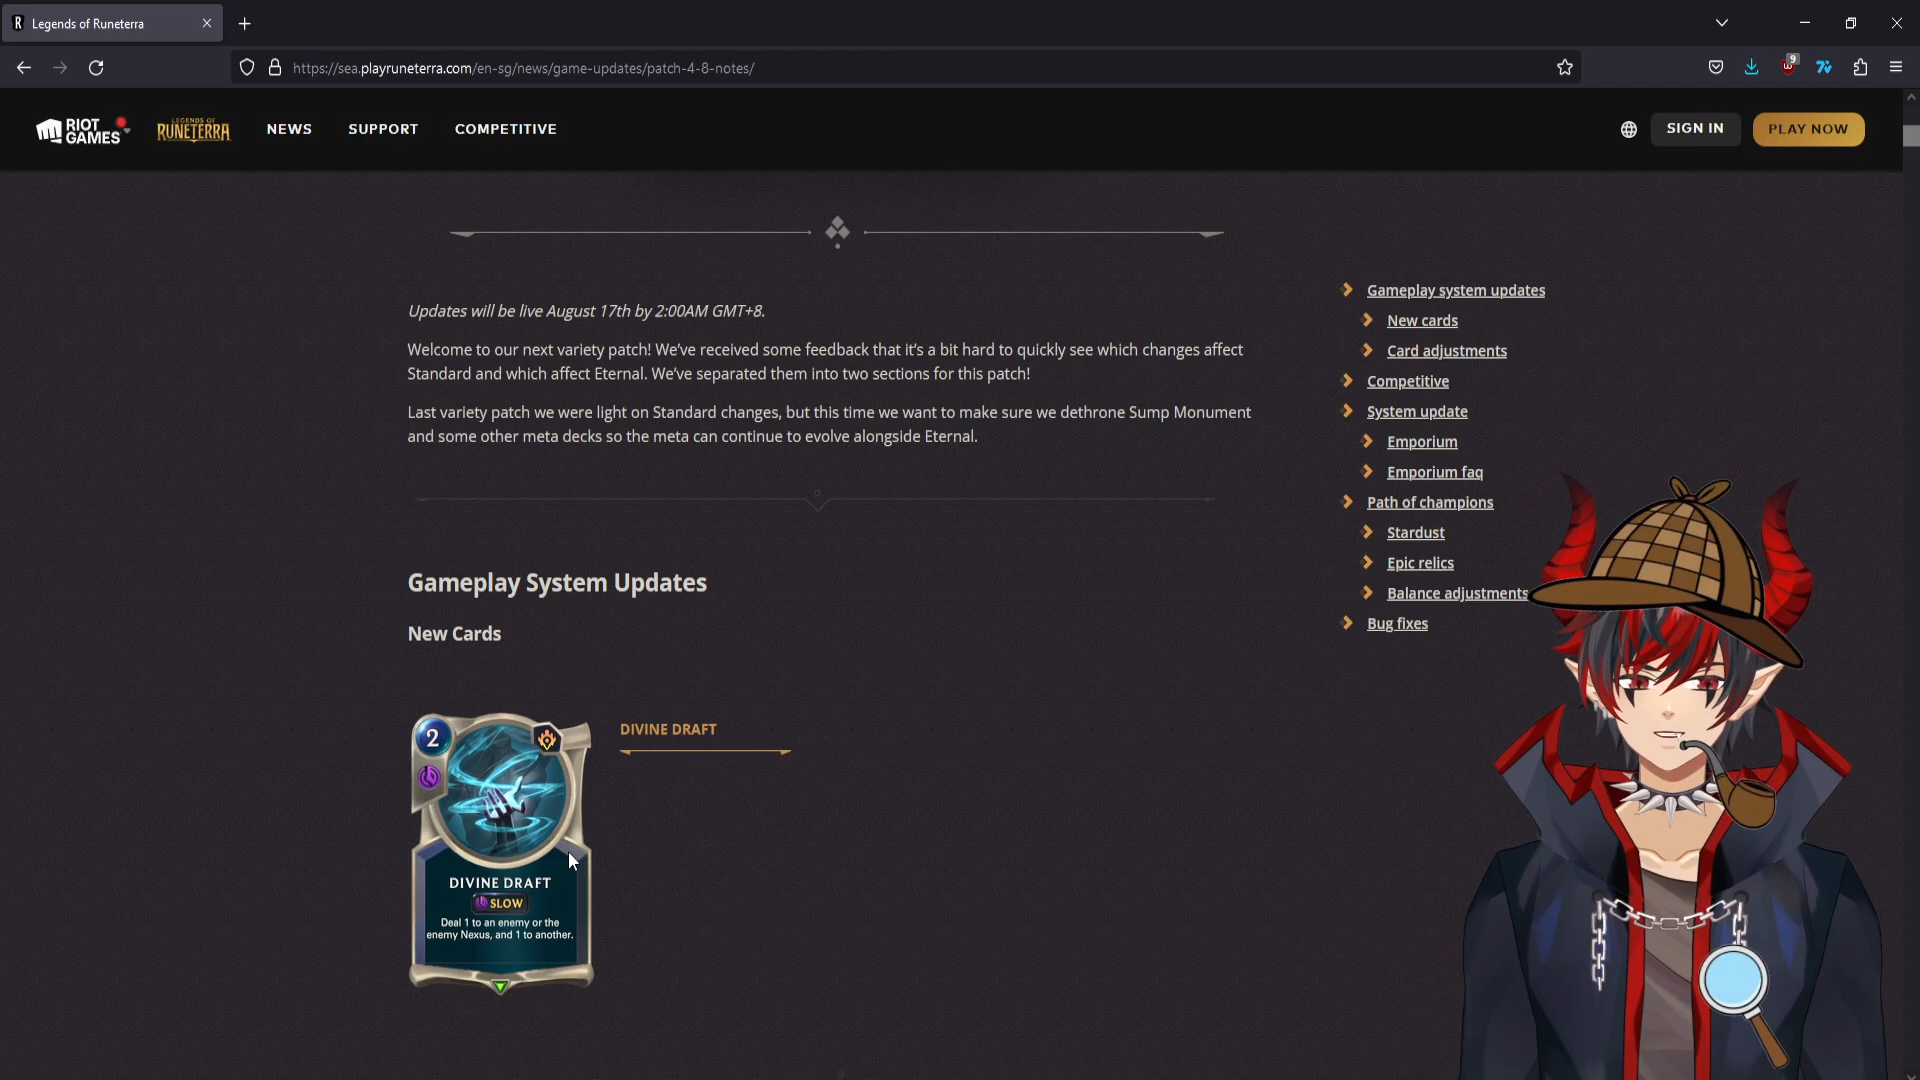 Legends of Runeterra
https://sea.playruneterra.com/en-sg/news/game-updates/patch-4-8-notes/
9
RIOT GAMES
LEGENDS OF RUNETERRA
NEWS
SUPPORT
COMPETITIVE
SIGN IN
PLAY NOW
Updates will be live August 17th by 2:00AM GMT+8.
Welcome to our next variety patch! We've received some feedback that it's a bit hard to quickly see which changes affect
Standard and which affect Eternal. We've separated them into two sections for this patch!
Last variety patch we were light on Standard changes, but this time we want to make sure we dethrone Sump Monument
and some other meta decks so the meta can continue to evolve alongside Eternal.
Gameplay System Updates
New Cards
2
DIVINE DRAFT
SLOW
Deal 1 to an enemy or the
enemy Nexus, and 1 to another.
DIVINE DRAFT
Gameplay system updates
New cards
Card adjustments
Competitive
System update
Emporium
Emporium faq
Path of champions
Stardust
Epic relics
Balance adjustments
Bug fixes